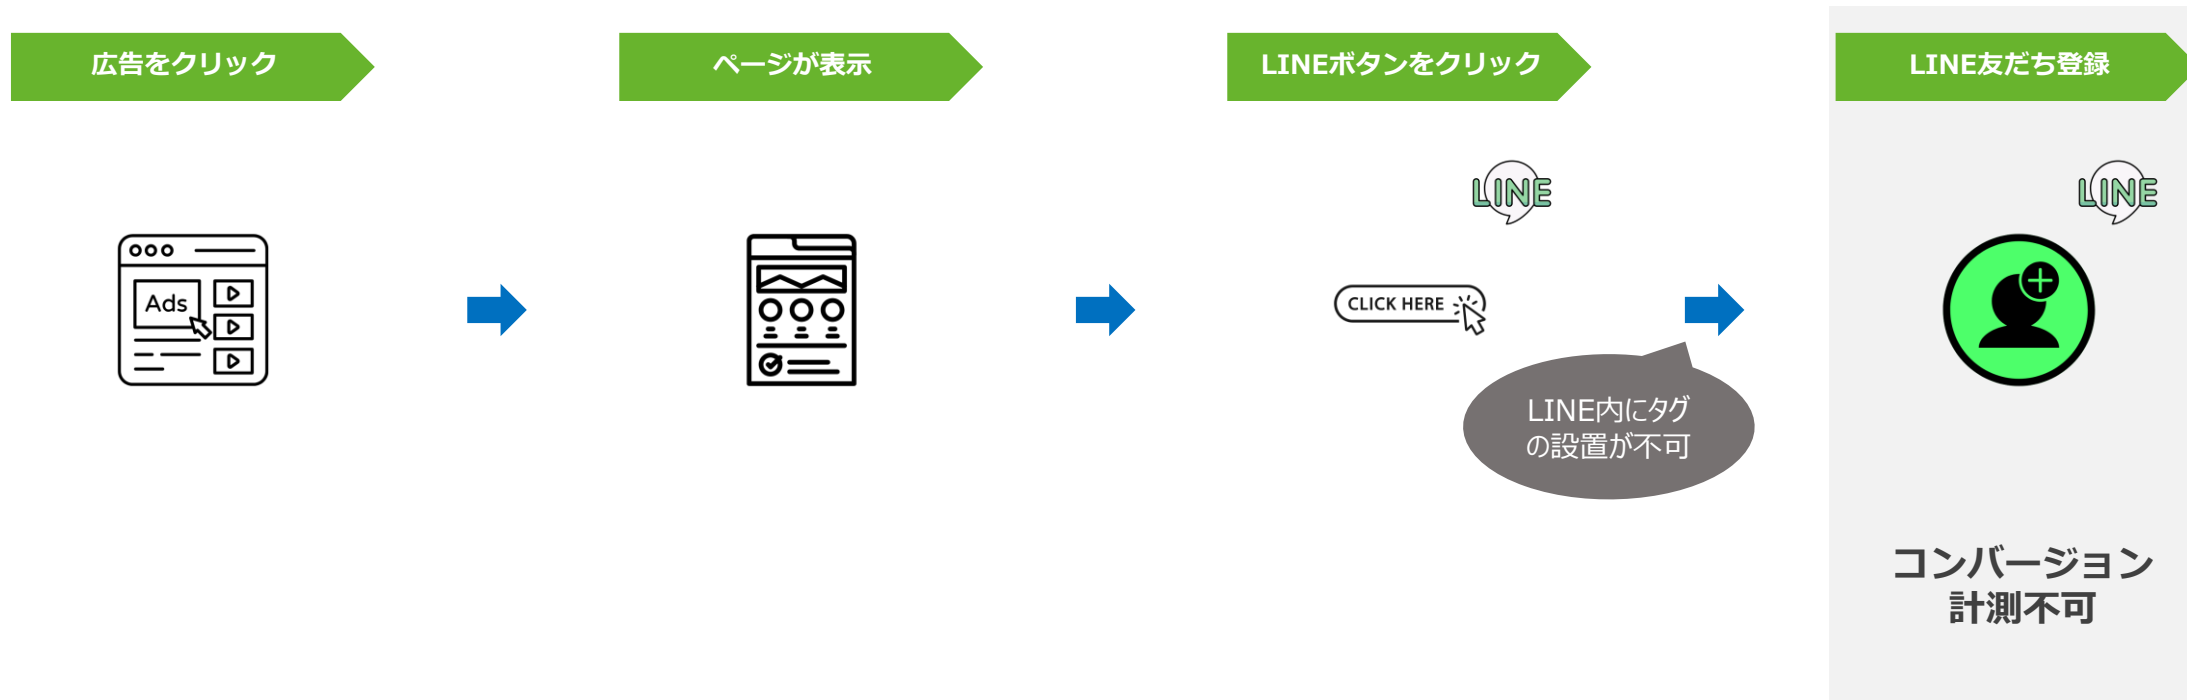 広告をクリック
ページが表示
LINEボタンをクリック
LINE友だち登録
LINE
LINE
Ads
CLICK HERE
LINE内にタグ
の設置が不可
コンバージョン
計測不可